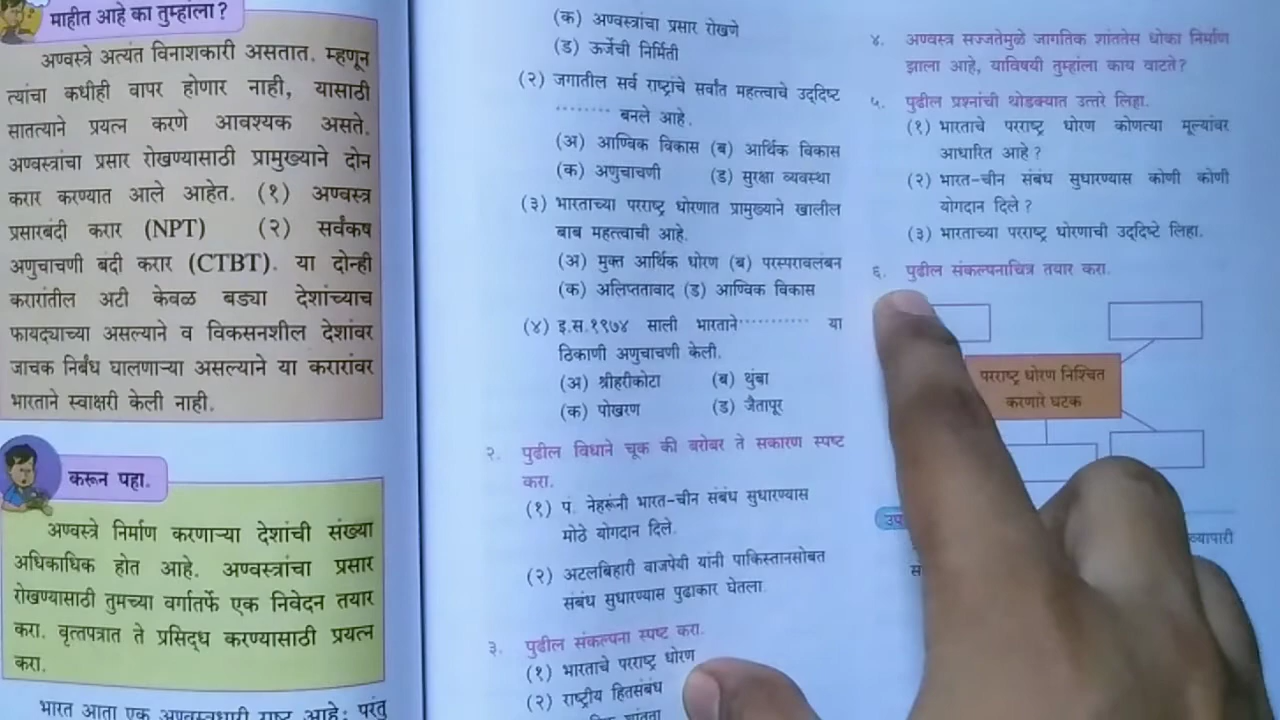 माहीत आहे का तुम्हांला ?
अण्वस्त्रे अत्यंत विनाशकारी असतात. म्हणून
त्यांचा कधीही वापर होणार नाही, यासाठी
सातत्याने प्रयत्न करणे आवश्यक असते.
अण्वस्त्रांचा प्रसार रोखण्यासाठी प्रामुख्याने दोन
करार करण्यात आले आहेत. (१) अण्वस्त्र
प्रसारबंदी करार (NPT) (२) सर्वंकष
अणुचाचणी बंदी करार (CTBT). या दोन्ही
करारांतील अटी केवळ बड्या देशांच्याच
फायद्याच्या असल्याने व विकसनशील देशांवर
जाचक निर्बंध घालणाऱ्या असल्याने या करारांवर
भारताने स्वाक्षरी केली नाही.
करून पहा.
अण्वस्त्रे निर्माण करणाऱ्या देशांची संख्या
अधिकाधिक होत आहे. अण्वस्त्रांचा प्रसार
रोखण्यासाठी तुमच्या वर्गातर्फे एक निवेदन तयार
करा. वृत्तपत्रात ते प्रसिद्ध करण्यासाठी प्रयत्न
करा.
भारत आता एक अण्वस्त्रधारी राष्ट्र आहे; परंतु
(क) अण्वस्त्रांचा प्रसार रोखणे
(ड) ऊर्जेची निर्मिती
(२) जगातील सर्व राष्ट्रांचे सर्वांत महत्त्वाचे उद्दिष्ट
........ बनले आहे.
(अ) आण्विक विकास (ब) आर्थिक विकास
(क) अणुचाचणी (ड) सुरक्षा व्यवस्था
(३) भारताच्या परराष्ट्र धोरणात प्रामुख्याने खालील
बाब महत्त्वाची आहे.
(अ) मुक्त आर्थिक धोरण (ब) परस्परावलंबन
(क) अलिप्ततावाद (ड) आण्विक विकास
(४) इ.स.१९७४ साली भारताने........... या
ठिकाणी अणुचाचणी केली.
(अ) श्रीहरीकोटा (ब) थुंबा
(क) पोखरण (ड) जैतापूर
२. पुढील विधाने चूक की बरोबर ते सकारण स्पष्ट
करा.
(१) पं. नेहरूंनी भारत-चीन संबंध सुधारण्यास
मोठे योगदान दिले.
(२) अटलबिहारी वाजपेयी यांनी पाकिस्तानसोबत
संबंध सुधारण्यास पुढाकार घेतला
३. पुढील संकल्पना स्पष्ट करा.
(१) भारताचे परराष्ट्र धोरण
(२) राष्ट्रीय हितसंबंध
शांतता
४. अण्वस्त्र सज्जतेमुळे जागतिक शांततेस धोका निर्माण
झाला आहे, याविषयी तुम्हांला काय वाटते?
५. पुढील प्रश्नांची थोडक्यात उत्तरे लिहा.
(१) भारताचे परराष्ट्र धोरण कोणत्या मूल्यांवर
आधारित आहे ?
(२) भारत-चीन संबंध सुधारण्यास कोणी कोणी
योगदान दिले ?
(३) भारताच्या परराष्ट्र धोरणाची उद्दिष्टे लिहा.
६. पुढील संकल्पनाचित्र तयार करा.
परराष्ट्र धोरण निश्चित
करणारे घटक